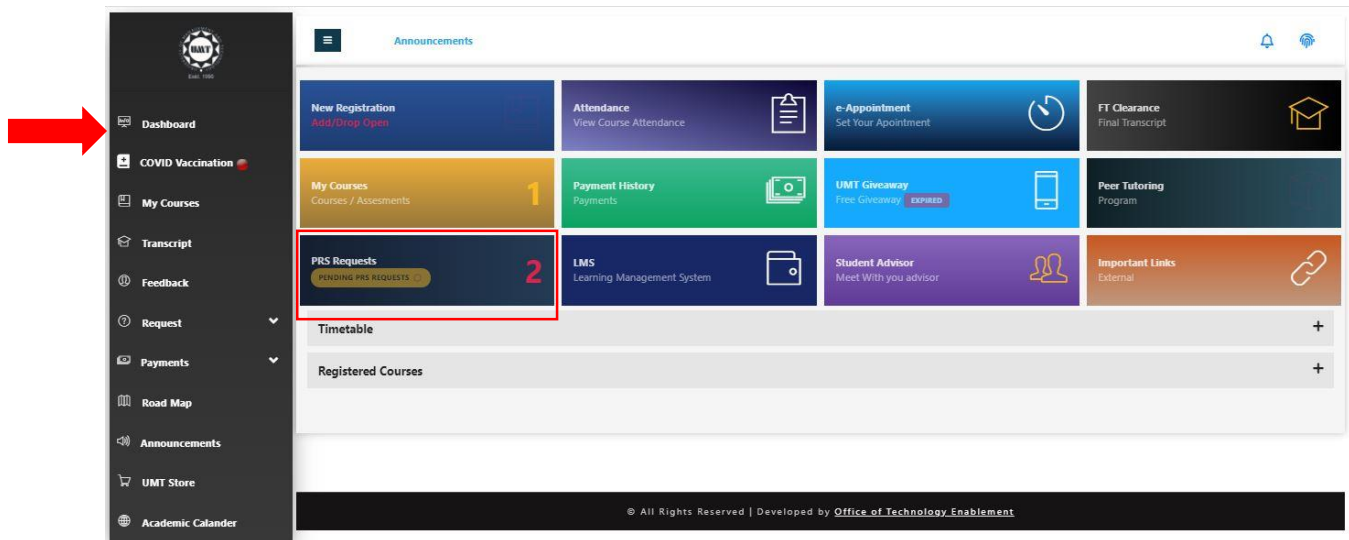 UMT
Announcements
Dashboard
COVID Vaccination
My Courses
Transcript
Feedback
Request
Payments
Road Map
Announcements
UMT Store
Academic Calander
New Registration
Add/Drop Open
Attendance
View Course Attendance
e-Appointment
Set Your Apointment
FT Clearance
Final Transcript
My Courses
Courses / Assesments
1
Payment History
Payments
UMT Giveaway
Free Giveaway EXPIRED
Peer Tutoring
Program
PRS Requests
PENDING PRS REQUESTS
2
LMS
Learning Management System
Student Advisor
Meet With you advisor
Important Links
External
Timetable +
Registered Courses +
© All Rights Reserved | Developed by Office of Technology Enablement